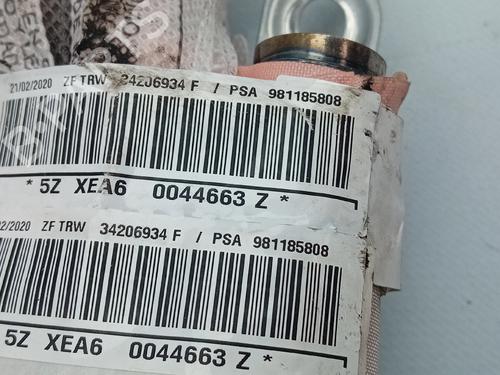 21/02/2020 ZF TRW 34206934 F / PSA 981185808
* 5Z XEA6 0044663 Z *
02/2020 ZF TRW 34206934 F / PSA 981185808
5Z XEA6 0044663 Z *